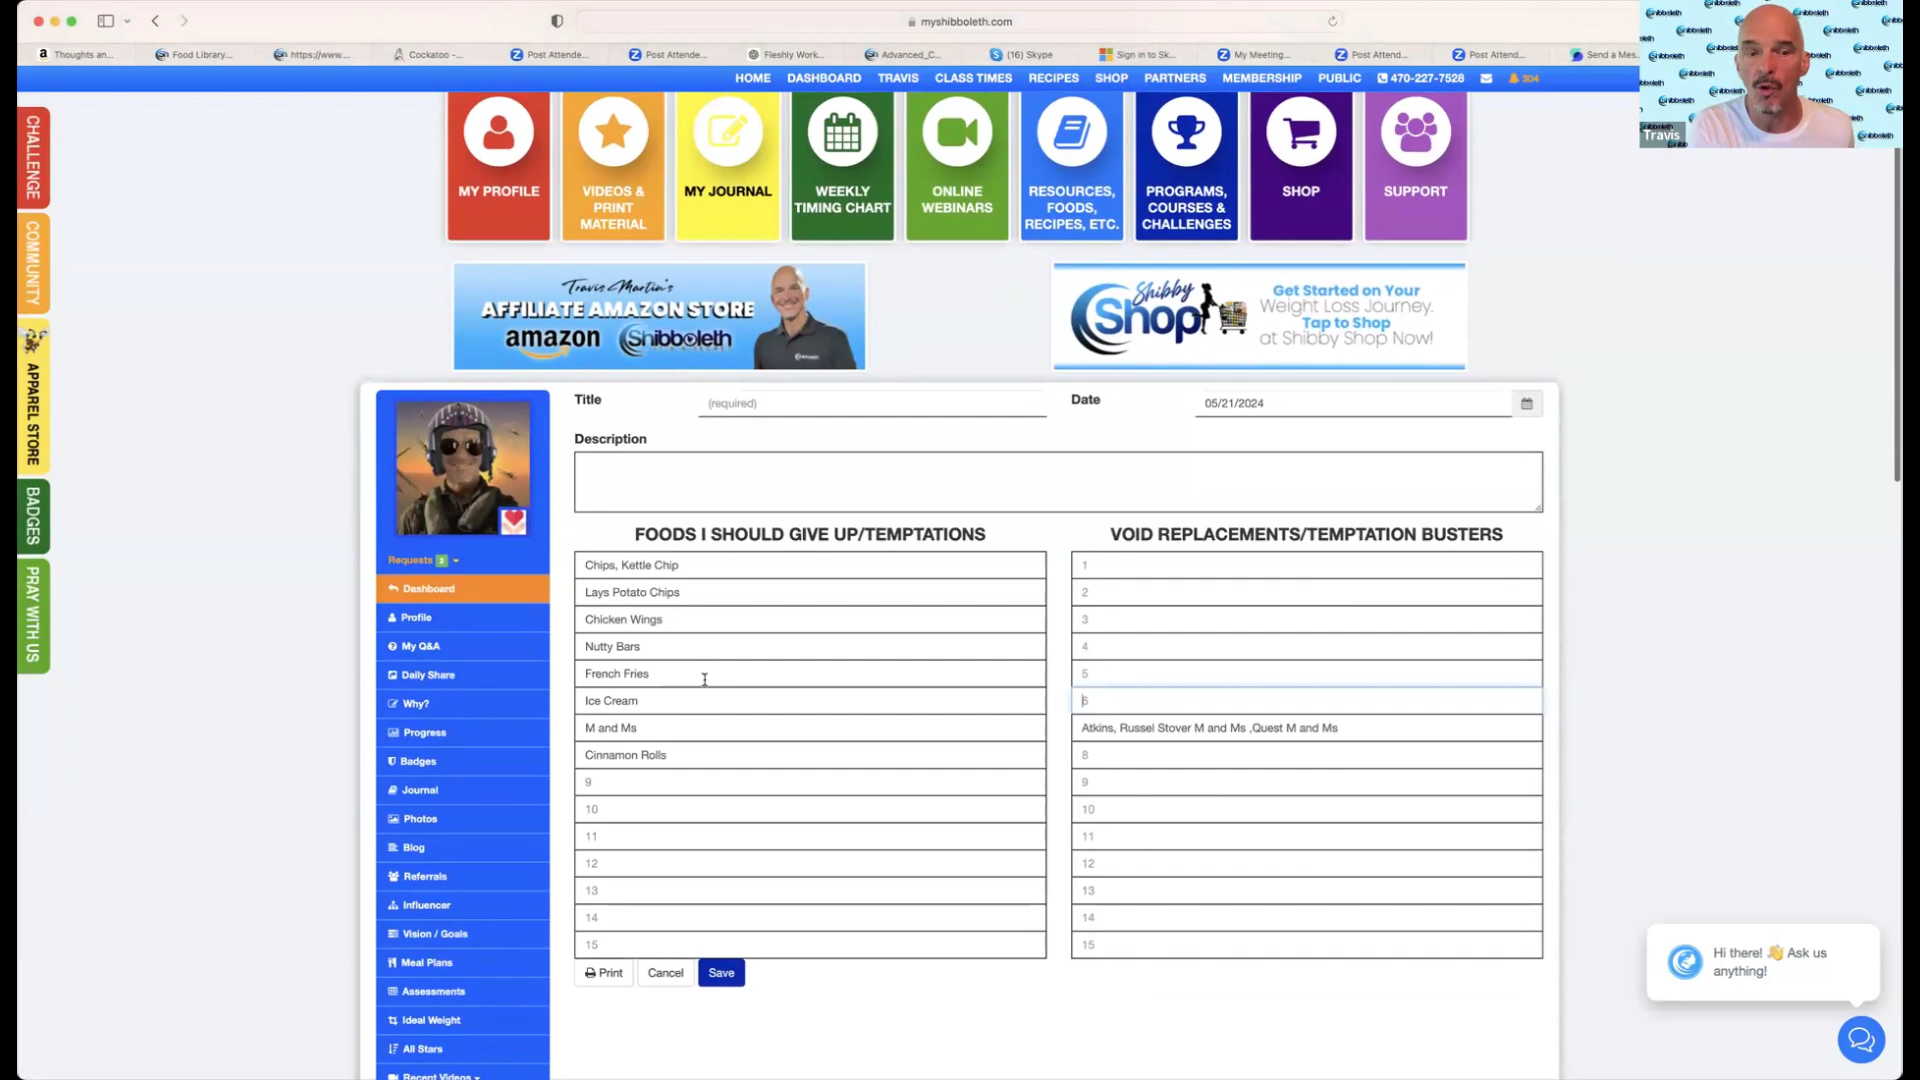 myshibboleth.com
Thoughts an...
Food Library...
https://www....
Cockatoo -...
Post Attende...
Post Attende...
Fleshly Work...
Advanced_C...
(16) Skype
Sign in to Sk...
My Meeting...
Post Attend...
Post Attend...
Send a Mes...
HOME DASHBOARD TRAVIS CLASS TIMES RECIPES SHOP PARTNERS MEMBERSHIP PUBLIC 470-227-7528 304
Travis
CHALLENGE
COMMUNITY
APPAREL STORE
BADGES
PRAY WITH US
MY PROFILE
VIDEOS &
PRINT
MATERIAL
MY JOURNAL
WEEKLY
TIMING CHART
ONLINE
WEBINARS
RESOURCES,
FOODS,
RECIPES, ETC.
PROGRAMS,
COURSES &
CHALLENGES
SHOP
SUPPORT
Travis Martin's
AFFILIATE AMAZON STORE
amazon Shibboleth
Shibby
Shop
Get Started on Your
Weight Loss Journey.
Tap to Shop
at Shibby Shop Now!
Title (required)
Date 05/21/2024
Description
FOODS I SHOULD GIVE UP/TEMPTATIONS
Chips, Kettle Chip
Lays Potato Chips
Chicken Wings
Nutty Bars
French Fries
Ice Cream
M and Ms
Cinnamon Rolls
9
10
11
12
13
14
15
VOID REPLACEMENTS/TEMPTATION BUSTERS
1
2
3
4
5
6
Atkins, Russel Stover M and Ms ,Quest M and Ms
8
9
10
11
12
13
14
15
Print Cancel Save
Requests 2
Dashboard
Profile
My Q&A
Daily Share
Why?
Progress
Badges
Journal
Photos
Blog
Referrals
Influencer
Vision / Goals
Meal Plans
Assessments
Ideal Weight
All Stars
Recent Videos
Hi there! 👋 Ask us
anything!